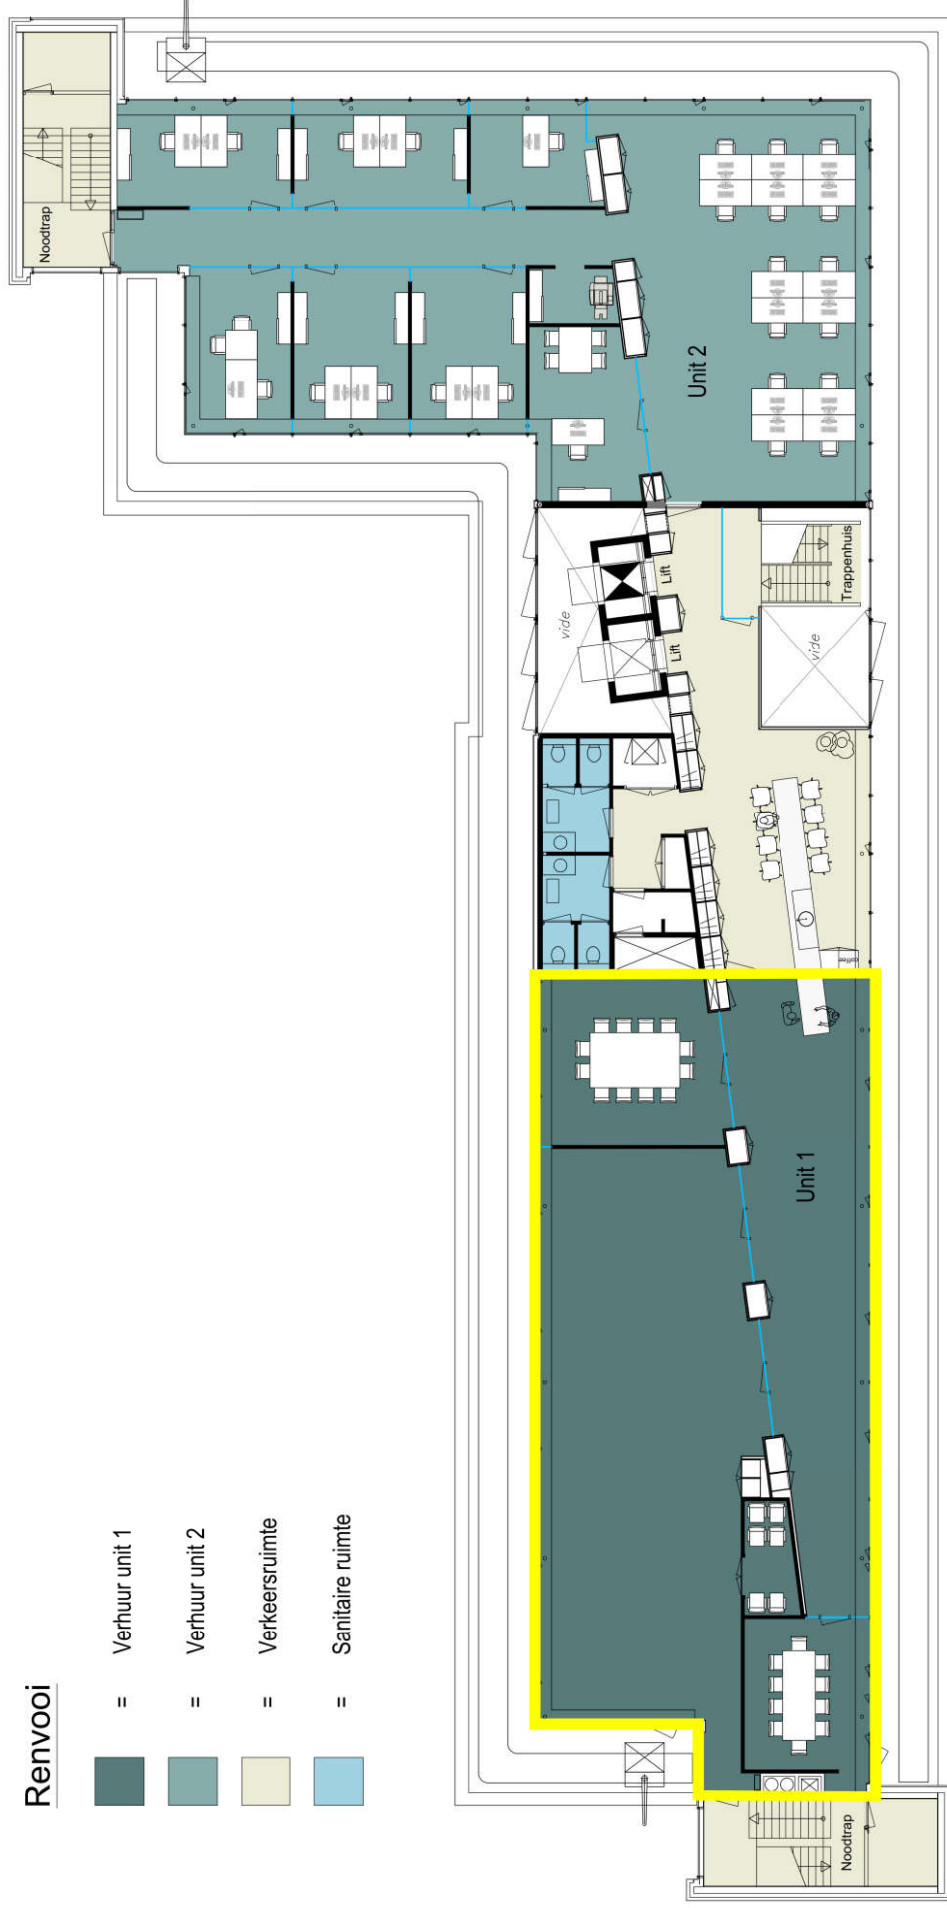 Renvooi
= Verhuur unit 1
= Verhuur unit 2
= Verkeersruimte
= Sanitaire ruimte
Noodtrap
Unit 1
coffee
vide
Lift
Lift
vide
Trappenhuis
Unit 2
Noodtrap